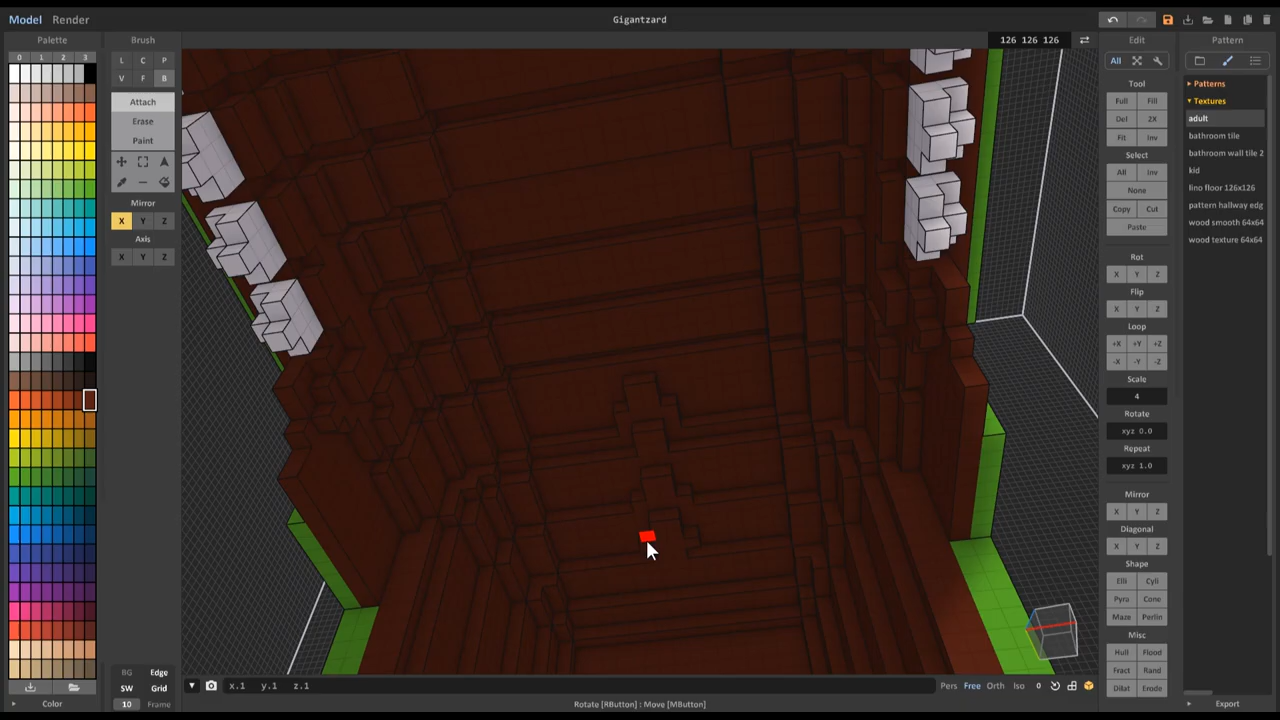 Model Render
Gigantzard
Palette
Brush
126 126 126
Edit
Pattern
0 1 2 3
L C P
V F B
Attach
Erase
Paint
Mirror
X Y Z
Axis
X Y Z
All
Tool
Full Fill
Del 2X
Fit Inv
Select
All Inv
None
Copy Cut
Paste
Rot
X Y Z
Flip
X Y Z
Loop
+X +Y +Z
-X -Y -Z
Scale
4
Rotate
xyz 0.0
Repeat
xyz 1.0
Mirror
X Y Z
Diagonal
X Y Z
Shape
Elli Cyli
Pyra Cone
Maze Perlin
Misc
Hull Flood
Fract Rand
Dilat Erode
Patterns
Textures
adult
bathroom tile
bathroom wall tile 2
kid
lino floor 126x126
pattern hallway edg
wood smooth 64x64
wood texture 64x64
BG Edge
SW Grid
10 Frame
Color
x.1 y.1 z.1
Pers Free Orth Iso 0
Rotate [RButton] : Move [MButton]
Export